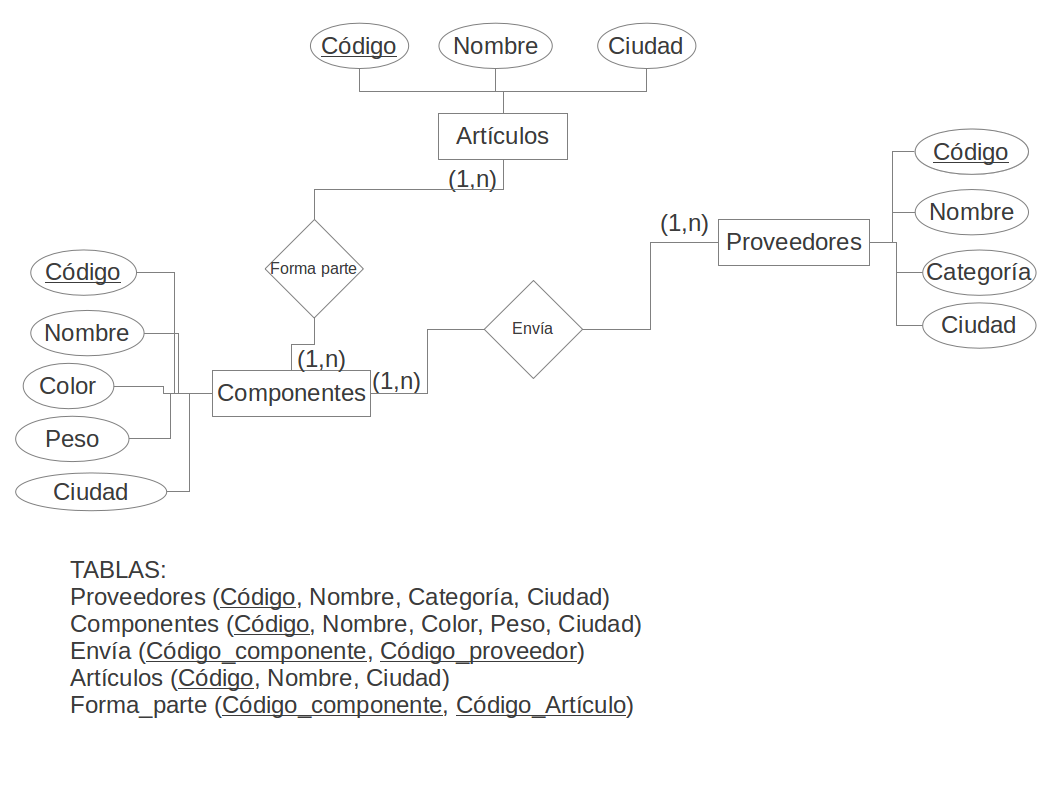 Código Nombre Ciudad
Artículos
(1,n)
Código
Nombre
Categoría
Ciudad
(1,n)
Proveedores
Forma parte
Envía
Código
Nombre
Color
Peso
Ciudad
(1,n)
Componentes
(1,n)
TABLAS:
Proveedores (Código, Nombre, Categoría, Ciudad)
Componentes (Código, Nombre, Color, Peso, Ciudad)
Envía (Código_componente, Código_proveedor)
Artículos (Código, Nombre, Ciudad)
Forma_parte (Código_componente, Código_Artículo)